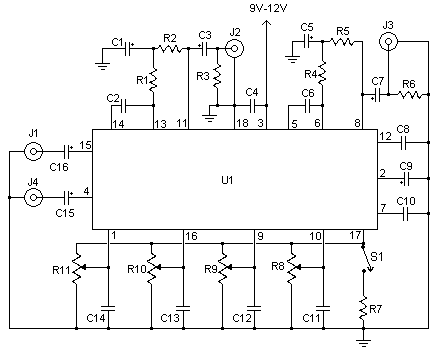 9V-12V
C1 R2 C3 J2 C5 R5 J3
R1 R3 R4 C7 R6
C2 C4 C6
14 13 11 18 3 5 6 8
J1 15 12 C8
C16
U1 2 C9
J4 4
C15 7 C10
1 16 9 10 17
S1
R11 R10 R9 R8
C14 C13 C12 C11 R7